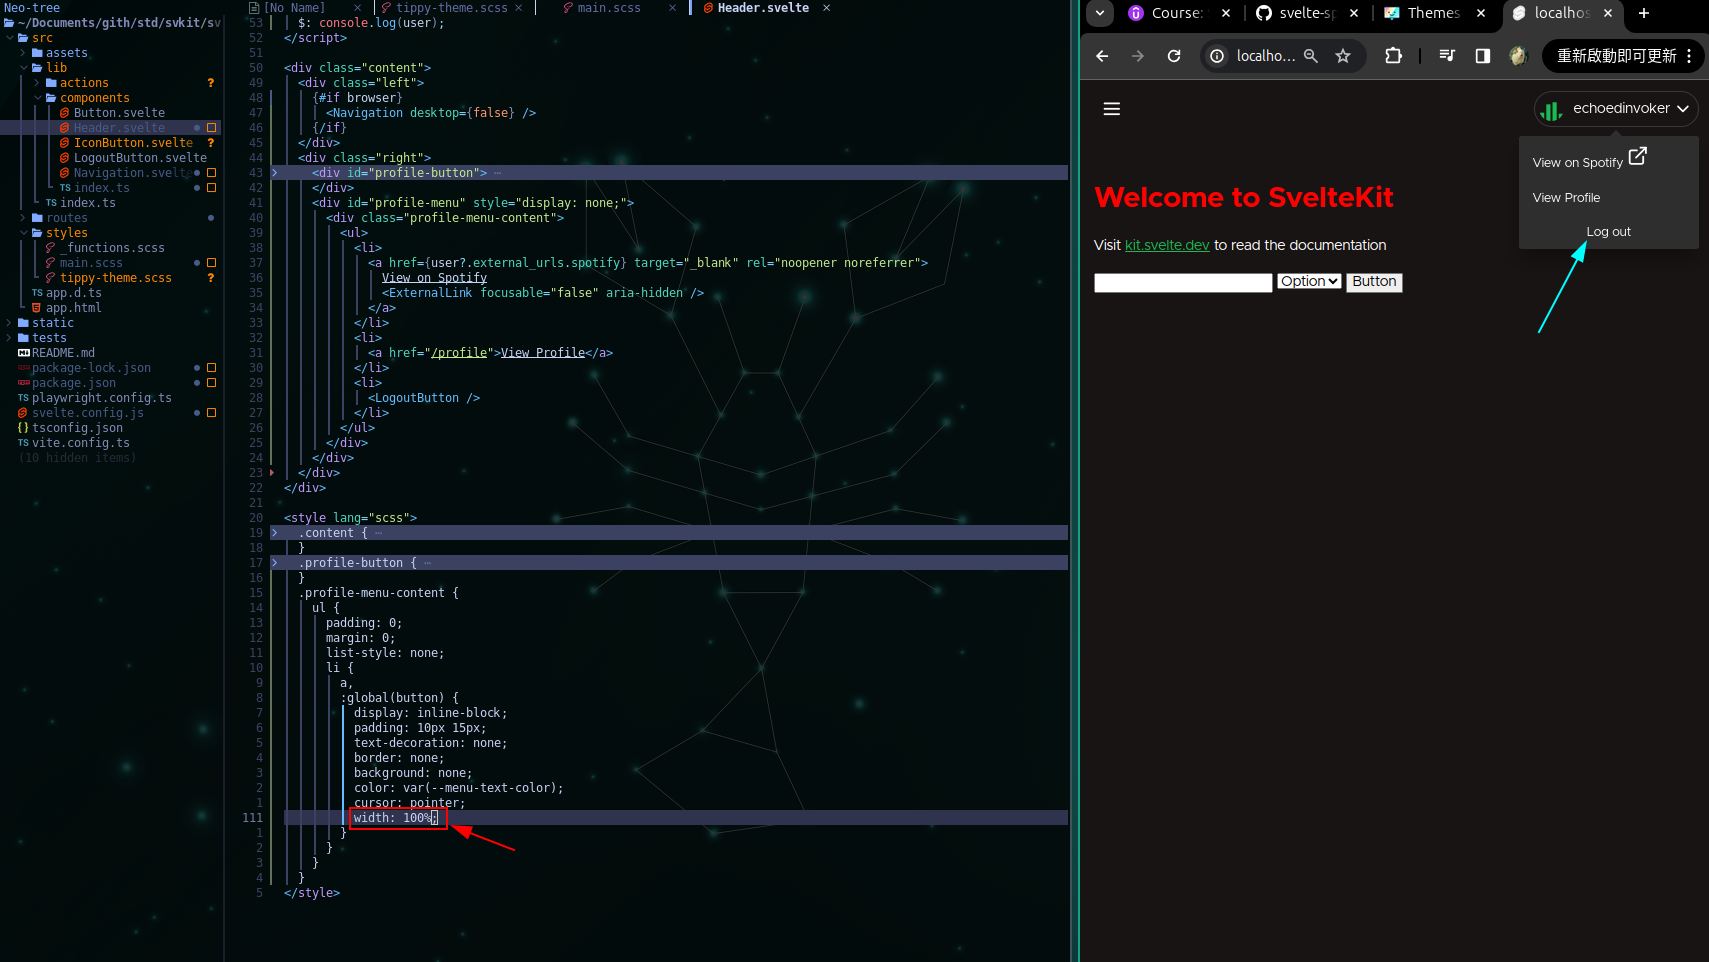 Neo-tree
~/Documents/gith/std/svkit/sv
src
assets
lib
actions ?
components
Button.svelte
Header.svelte
IconButton.svelte ?
LogoutButton.svelte
Navigation.svelte
TS index.ts
TS index.ts
routes
styles
_functions.scss
main.scss
tippy-theme.scss ?
TS app.d.ts
app.html
static
tests
README.md
package-lock.json
package.json
TS playwright.config.ts
svelte.config.js
{} tsconfig.json
TS vite.config.ts
(10 hidden items)
[No Name] × tippy-theme.scss × main.scss × Header.svelte ×
53 $: console.log(user);
52 </script>
51
50 <div class="content">
49 <div class="left">
48 {#if browser}
47 <Navigation desktop={false} />
46 {/if}
45 </div>
44 <div class="right">
43 <div id="profile-button"> ⋯
42 </div>
41 <div id="profile-menu" style="display: none;">
40 <div class="profile-menu-content">
39 <ul>
38 <li>
37 <a href={user?.external_urls.spotify} target="_blank" rel="noopener noreferrer">
36 View on Spotify
35 <ExternalLink focusable="false" aria-hidden />
34 </a>
33 </li>
32 <li>
31 <a href="/profile">View Profile</a>
30 </li>
29 <li>
28 <LogoutButton />
27 </li>
26 </ul>
25 </div>
24 </div>
23 </div>
22 </div>
21
20 <style lang="scss">
19 .content { ⋯
18 }
17 .profile-button { ⋯
16 }
15 .profile-menu-content {
14 ul {
13 padding: 0;
12 margin: 0;
11 list-style: none;
10 li {
9 a,
8 :global(button) {
7 display: inline-block;
6 padding: 10px 15px;
5 text-decoration: none;
4 border: none;
3 background: none;
2 color: var(--menu-text-color);
1 cursor: pointer;
111 width: 100%;
1 }
2 }
3 }
4 }
5 </style>
Course: × svelte-sp × Themes × localhos × +
localho... 重新啟動即可更新
echoedinvoker
View on Spotify
View Profile
Log out
Welcome to SvelteKit
Visit kit.svelte.dev to read the documentation
Option Button